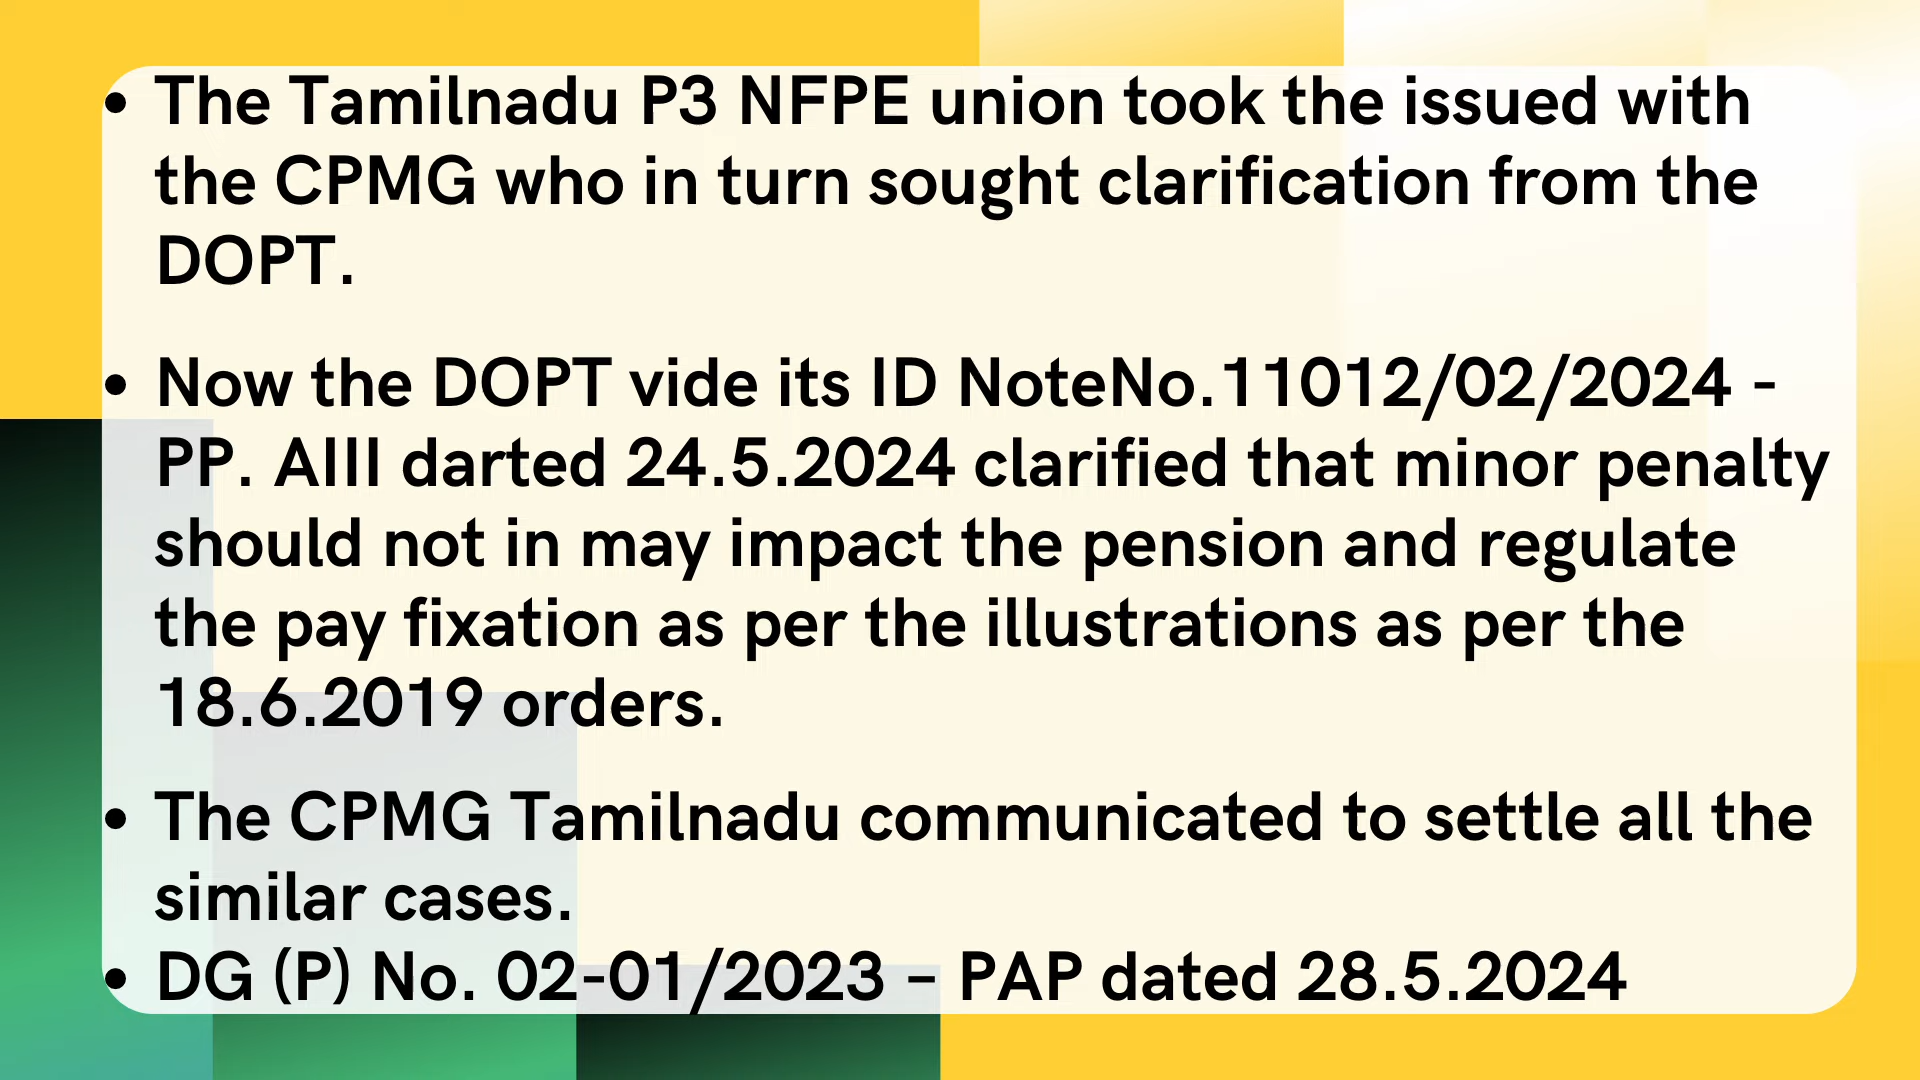 • The Tamilnadu P3 NFPE union took the issued with
the CPMG who in turn sought clarification from the
DOPT.
• Now the DOPT vide its ID NoteNo.11012/02/2024 -
PP. AIII darted 24.5.2024 clarified that minor penalty
should not in may impact the pension and regulate
the pay fixation as per the illustrations as per the
18.6.2019 orders.
• The CPMG Tamilnadu communicated to settle all the
similar cases.
• DG (P) No. 02-01/2023 – PAP dated 28.5.2024